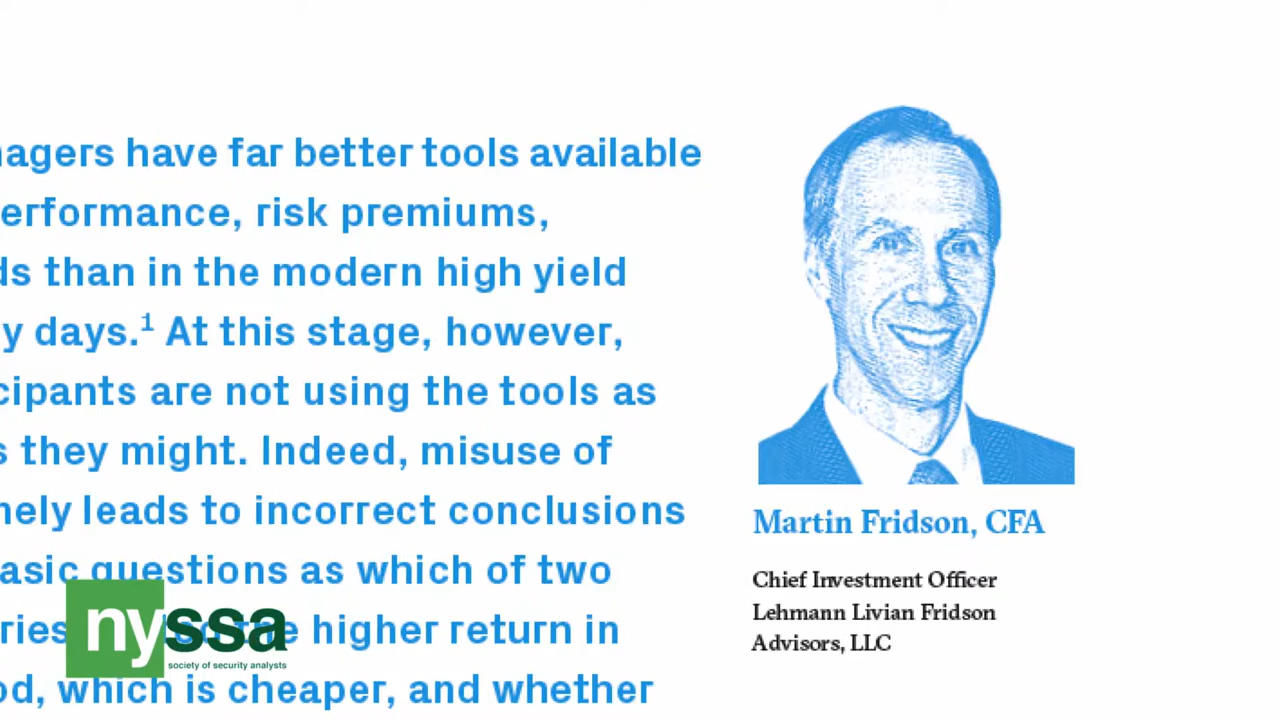 nagers have far better tools available
erformance, risk premiums,
ds than in the modern high yield
y days.¹ At this stage, however,
cipants are not using the tools as
s they might. Indeed, misuse of
nely leads to incorrect conclusions
asic questions as which of two
ries the higher return in
od, which is cheaper, and whether
nyssa
society of security analysts
Martin Fridson, CFA
Chief Investment Officer
Lehmann Livian Fridson
Advisors, LLC